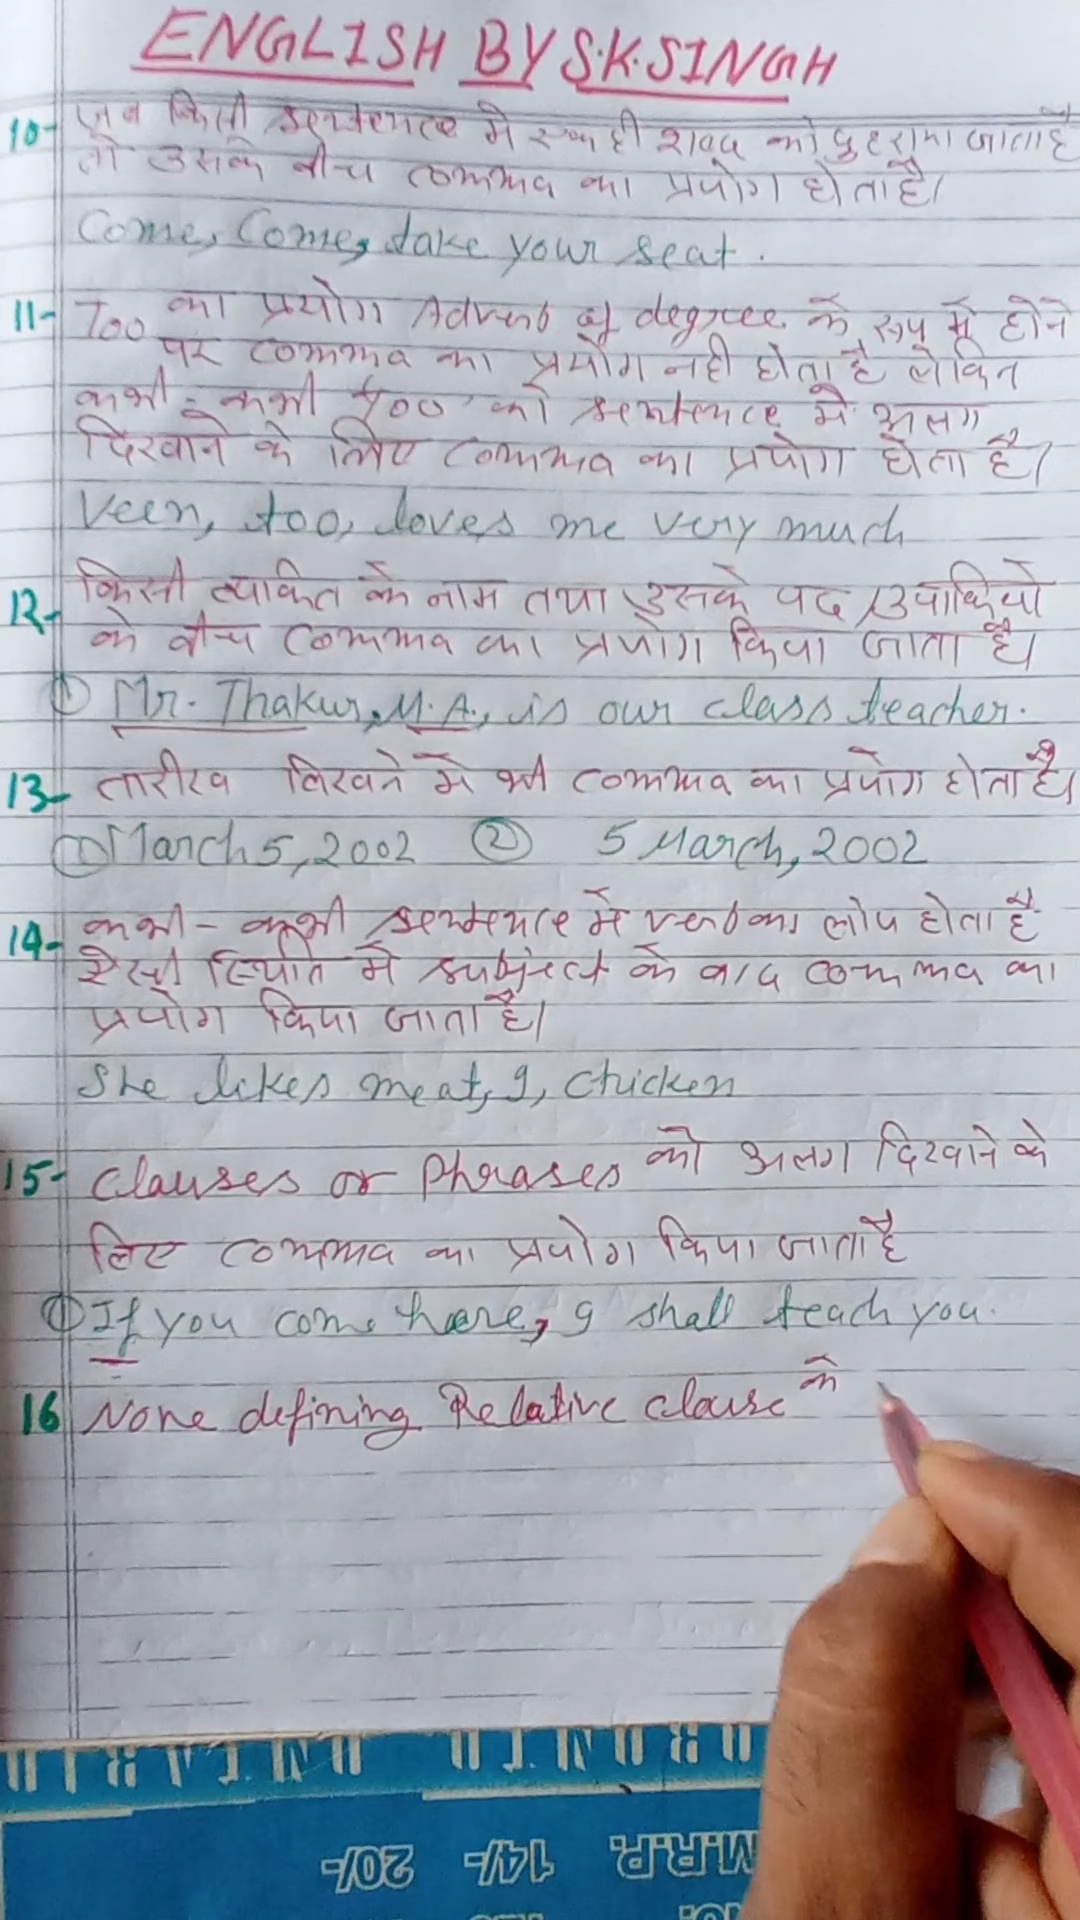 ENGLISH BY S.K.SINGH
10- जब किसी sentence मे एक ही शब्द को दुहराया जाता है
तो उसके बीच comma का प्रयोग होता है।
Come, Come, take your seat.
11- Too का प्रयोग Adverb of degree के रूप में होने
पर comma का प्रयोग नही होता है लेकिन
कभी-कभी too को sentence मे अलग
दिखाने के लिए comma का प्रयोग होता है।
Veen, too, loves me very much
12- किसी व्यक्ति के नाम तथा उसके पद/उपाधियो
के बीच comma का प्रयोग किया जाता है।
① Mr. Thakur, M.A., is our class teacher.
13- तारीख लिखने मे भी comma का प्रयोग होता है।
① March 5, 2002 ② 5 March, 2002
14- कभी-कभी sentence मे verb का लोप होता है
ऐसी स्थिति मे subject के बाद comma का
प्रयोग किया जाता है।
She likes meat, I, chicken
15- Clauses or Phrases को अलग दिखाने के
लिए comma का प्रयोग किया जाता है
① If you come here, I shall teach you.
16 None defining Relative clause के
M.R.P. 14/- 20/-